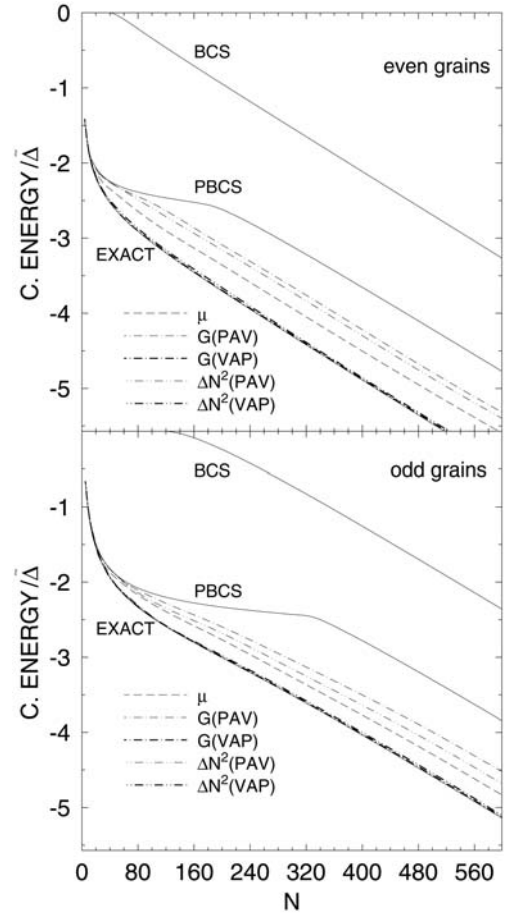 0
BCS
even grains
-1
-2
PBCS
-3
EXACT
-4
μ
G(PAV)
G(VAP)
ΔN²(PAV)
ΔN²(VAP)
-5
C. ENERGY/Δ̃
BCS
odd grains
-1
-2
PBCS
EXACT
-3
-4
μ
G(PAV)
G(VAP)
ΔN²(PAV)
ΔN²(VAP)
-5
C. ENERGY/Δ̃
0 80 160 240 320 400 480 560
N